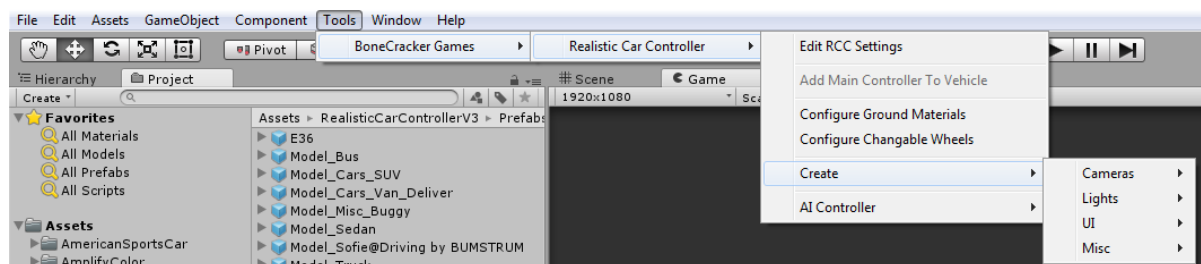 File Edit Assets GameObject Component Tools Window Help
Pivot
BoneCracker Games
Realistic Car Controller
Edit RCC Settings
Add Main Controller To Vehicle
Configure Ground Materials
Configure Changable Wheels
Create
AI Controller
Cameras
Lights
UI
Misc
Hierarchy Project
Create
Favorites
All Materials
All Models
All Prefabs
All Scripts
Assets
AmericanSportsCar
AmplifyColor
Assets RealisticCarControllerV3 Prefabs
E36
Model_Bus
Model_Cars_SUV
Model_Cars_Van_Deliver
Model_Misc_Buggy
Model_Sedan
Model_Sofie@Driving by BUMSTRUM
Model_Truck
Scene Game
1920x1080 Sca